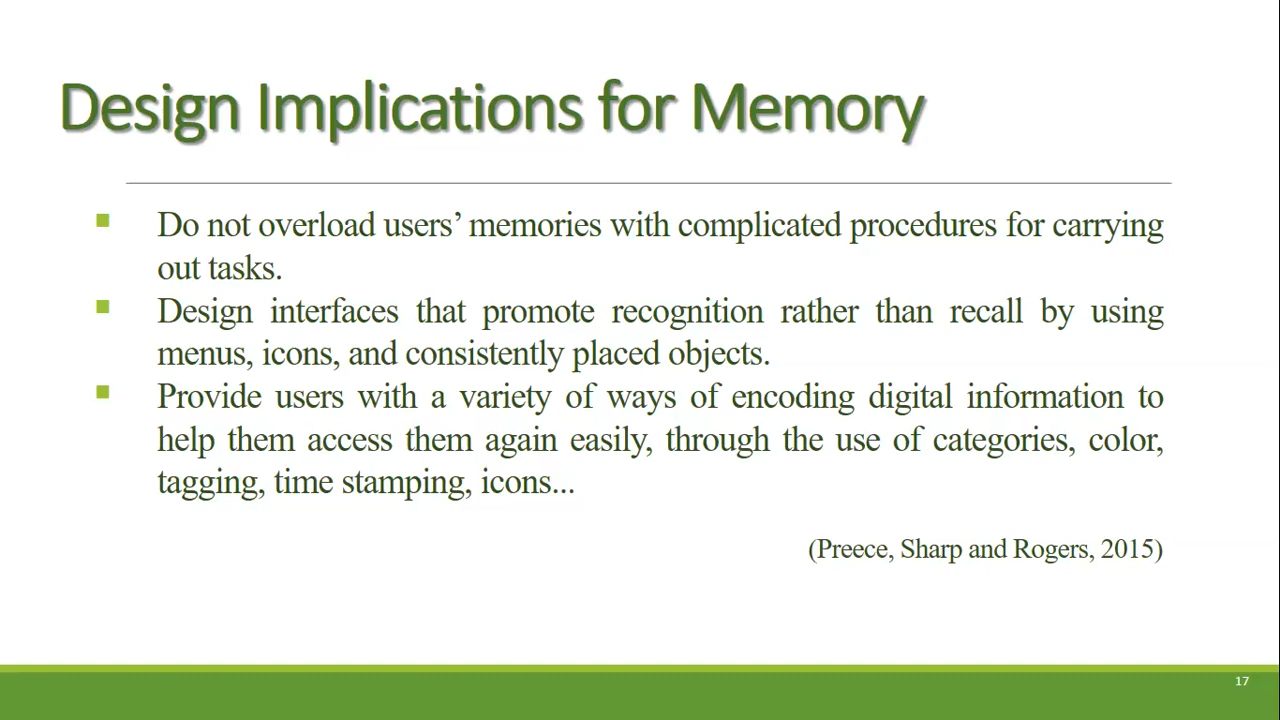 Design Implications for Memory
Do not overload users’ memories with complicated procedures for carrying
out tasks.
Design interfaces that promote recognition rather than recall by using
menus, icons, and consistently placed objects.
Provide users with a variety of ways of encoding digital information to
help them access them again easily, through the use of categories, color,
tagging, time stamping, icons...
(Preece, Sharp and Rogers, 2015)
17